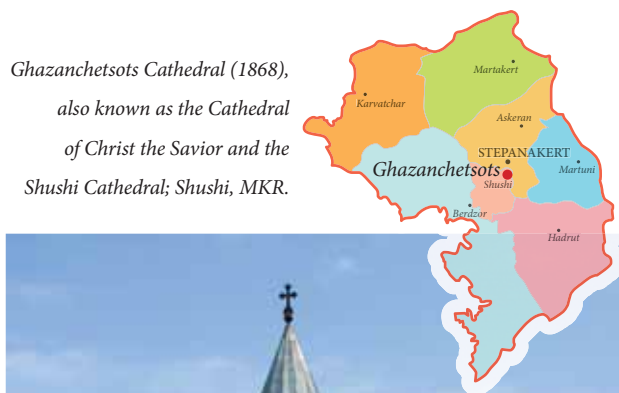 Ghazanchetsots Cathedral (1868),
also known as the Cathedral
of Christ the Savior and the
Shushi Cathedral; Shushi, MKR.
Martakert
Karvatchar
Askeran
STEPANAKERT
Ghazanchetsots
Martuni
Shushi
Berdzor
Hadrut